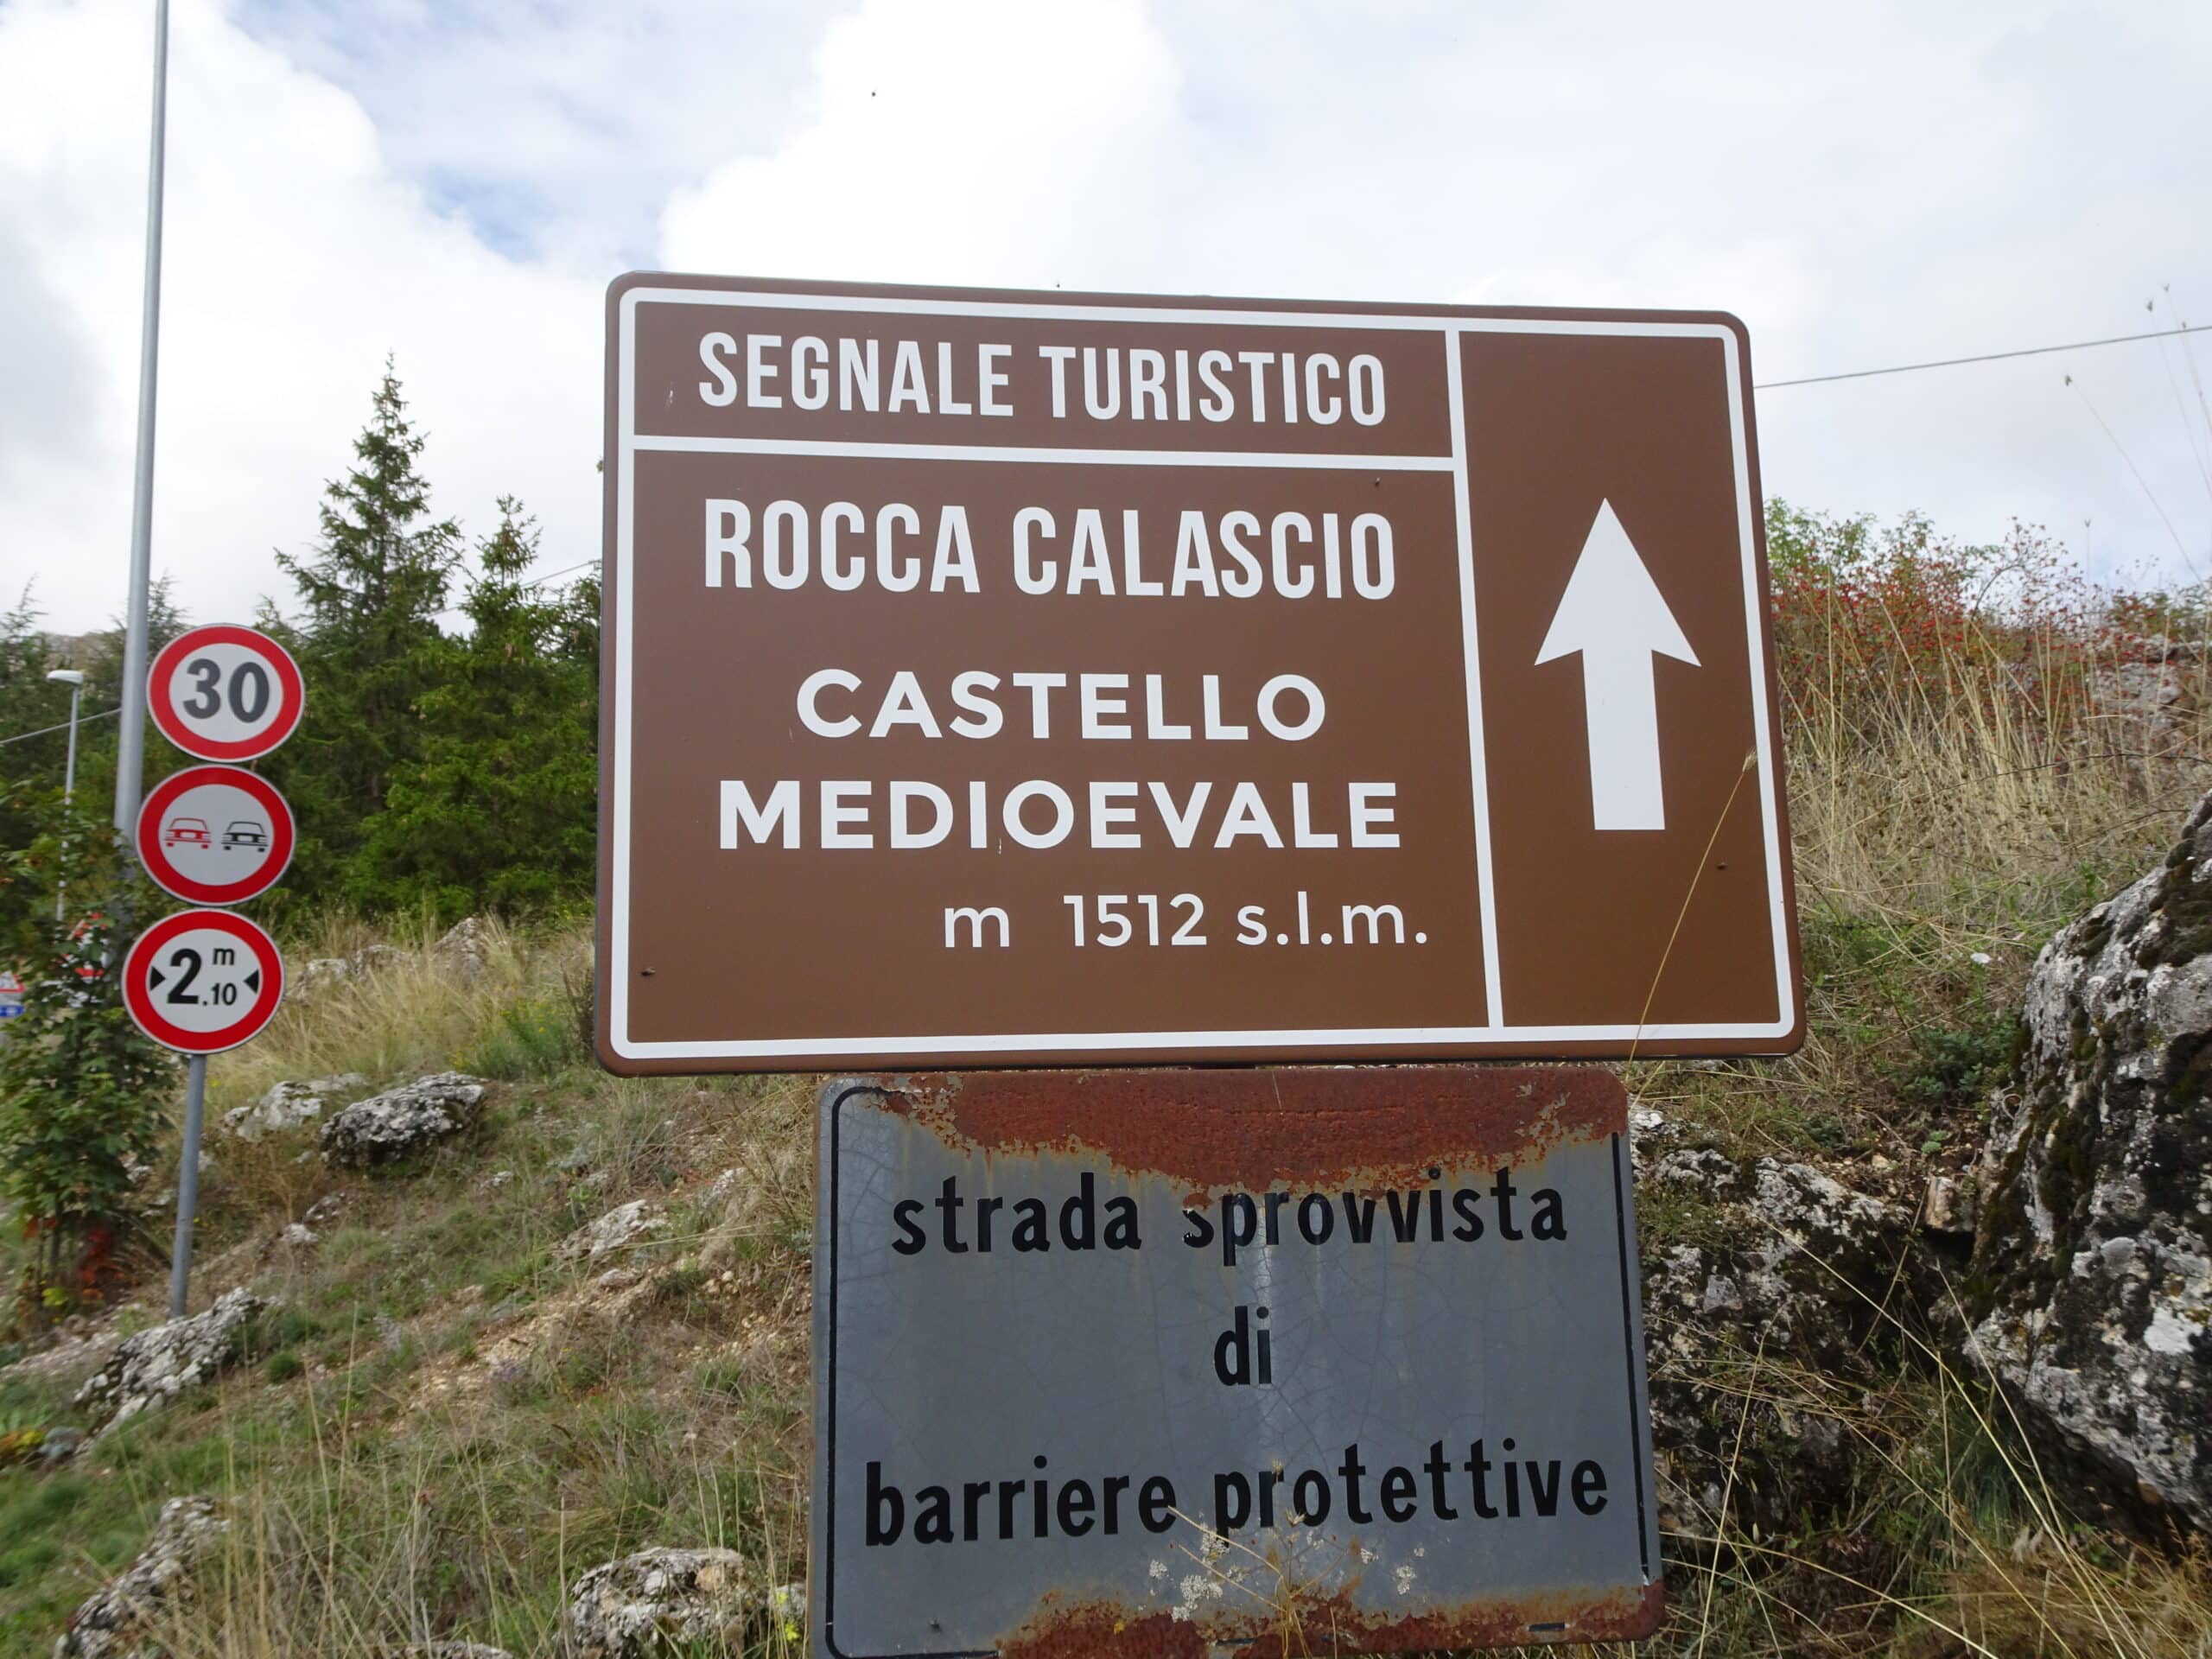 SEGNALE TURISTICO
ROCCA CALASCIO
CASTELLO
MEDIOEVALE
m 1512 s.l.m.
strada sprovvista
di
barriere protettive
30
2 m .10